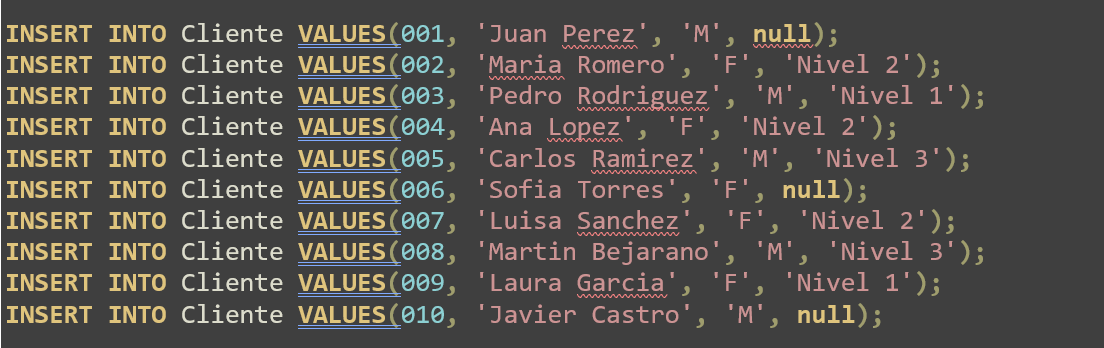 INSERT INTO Cliente VALUES(001, 'Juan Perez', 'M', null);
INSERT INTO Cliente VALUES(002, 'Maria Romero', 'F', 'Nivel 2');
INSERT INTO Cliente VALUES(003, 'Pedro Rodriguez', 'M', 'Nivel 1');
INSERT INTO Cliente VALUES(004, 'Ana Lopez', 'F', 'Nivel 2');
INSERT INTO Cliente VALUES(005, 'Carlos Ramirez', 'M', 'Nivel 3');
INSERT INTO Cliente VALUES(006, 'Sofia Torres', 'F', null);
INSERT INTO Cliente VALUES(007, 'Luisa Sanchez', 'F', 'Nivel 2');
INSERT INTO Cliente VALUES(008, 'Martin Bejarano', 'M', 'Nivel 3');
INSERT INTO Cliente VALUES(009, 'Laura Garcia', 'F', 'Nivel 1');
INSERT INTO Cliente VALUES(010, 'Javier Castro', 'M', null);